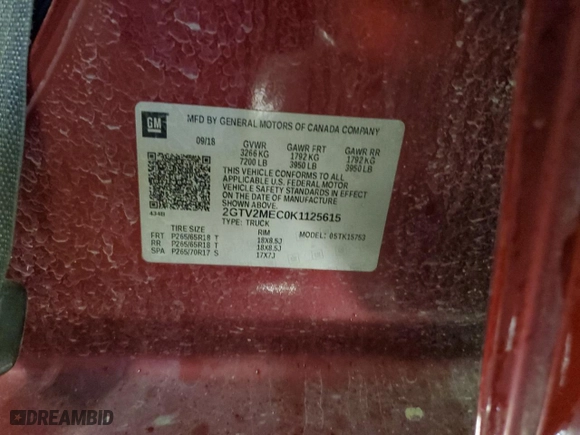 GM
MFD BY GENERAL MOTORS OF CANADA COMPANY
09/18 GVWR GAWR FRT GAWR RR
3266 KG 1792 KG 1792 KG
7200 LB 3950 LB 3950 LB
THIS VEHICLE CONFORMS TO ALL
APPLICABLE U.S. FEDERAL MOTOR
VEHICLE SAFETY STANDARDS IN EFFECT
ON THE DATE OF MANUFACTURE
SHOWN ABOVE.
2GTV2MEC0K1125615
TYPE: TRUCK
TIRE SIZE RIM MODEL: 0STK15753
FRT P265/65R18 T 18X8.5J
RR P265/65R18 T 18X8.5J
SPA P265/70R17 S 17X7J
DREAMBID